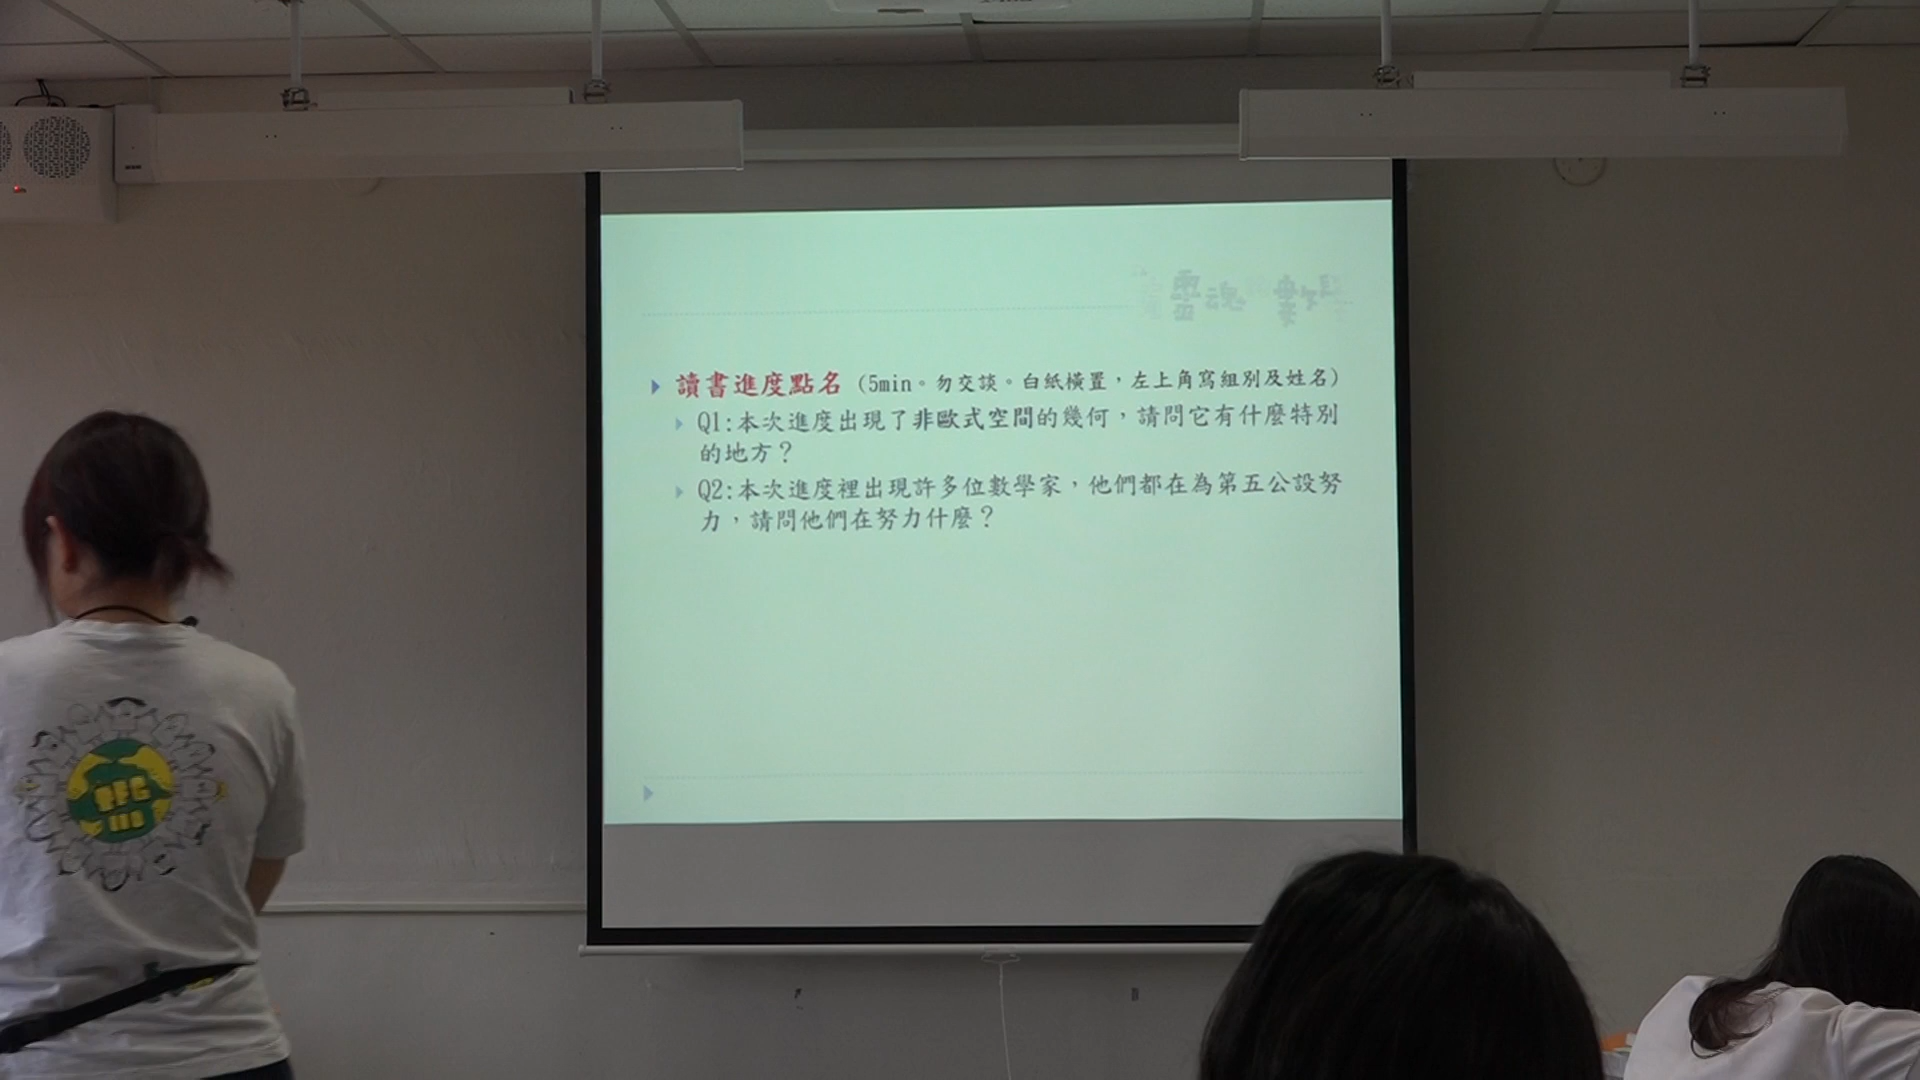 靈魂 數學
讀書進度點名 (5min。勿交談。白紙橫置,左上角寫組別及姓名)
Q1:本次進度出現了非歐式空間的幾何,請問它有什麼特別
的地方?
Q2:本次進度裡出現許多位數學家,他們都在為第五公設努
力,請問他們在努力什麼?